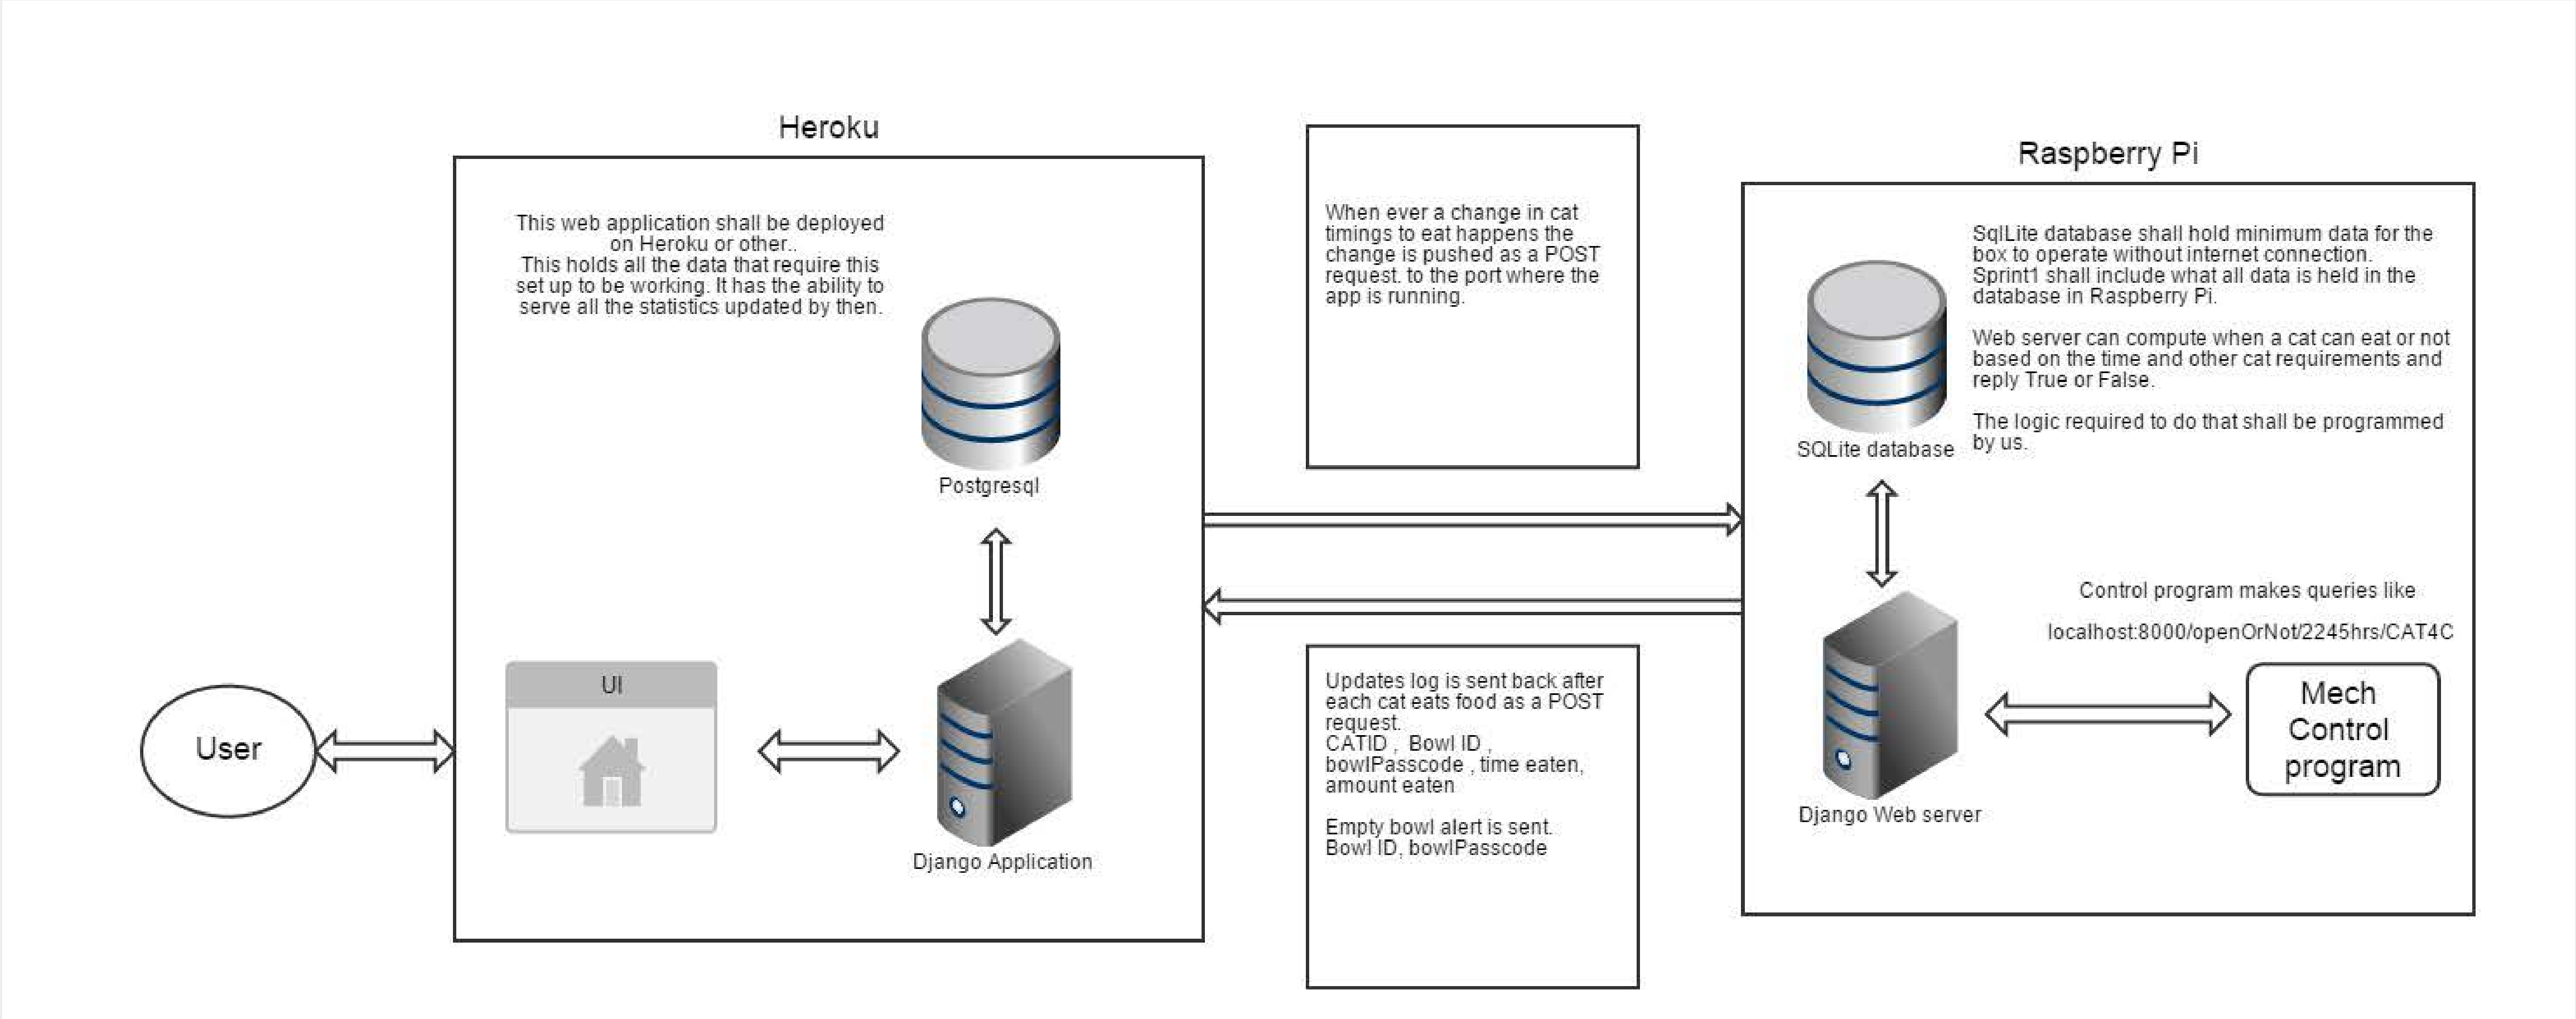 Heroku
This web application shall be deployed
on Heroku or other..
This holds all the data that require this
set up to be working. It has the ability to
serve all the statistics updated by then.
Postgresql
UI
User
Django Application
When ever a change in cat
timings to eat happens the
change is pushed as a POST
request. to the port where the
app is running.
Updates log is sent back after
each cat eats food as a POST
request.
CATID , Bowl ID ,
bowlPasscode , time eaten,
amount eaten
Empty bowl alert is sent.
Bowl ID, bowlPasscode
Raspberry Pi
SqlLite database shall hold minimum data for the
box to operate without internet connection.
Sprint1 shall include what all data is held in the
database in Raspberry Pi.
Web server can compute when a cat can eat or not
based on the time and other cat requirements and
reply True or False.
The logic required to do that shall be programmed
by us.
SQLite database
Control program makes queries like
localhost:8000/openOrNot/2245hrs/CAT4C
Mech
Control
program
Django Web server